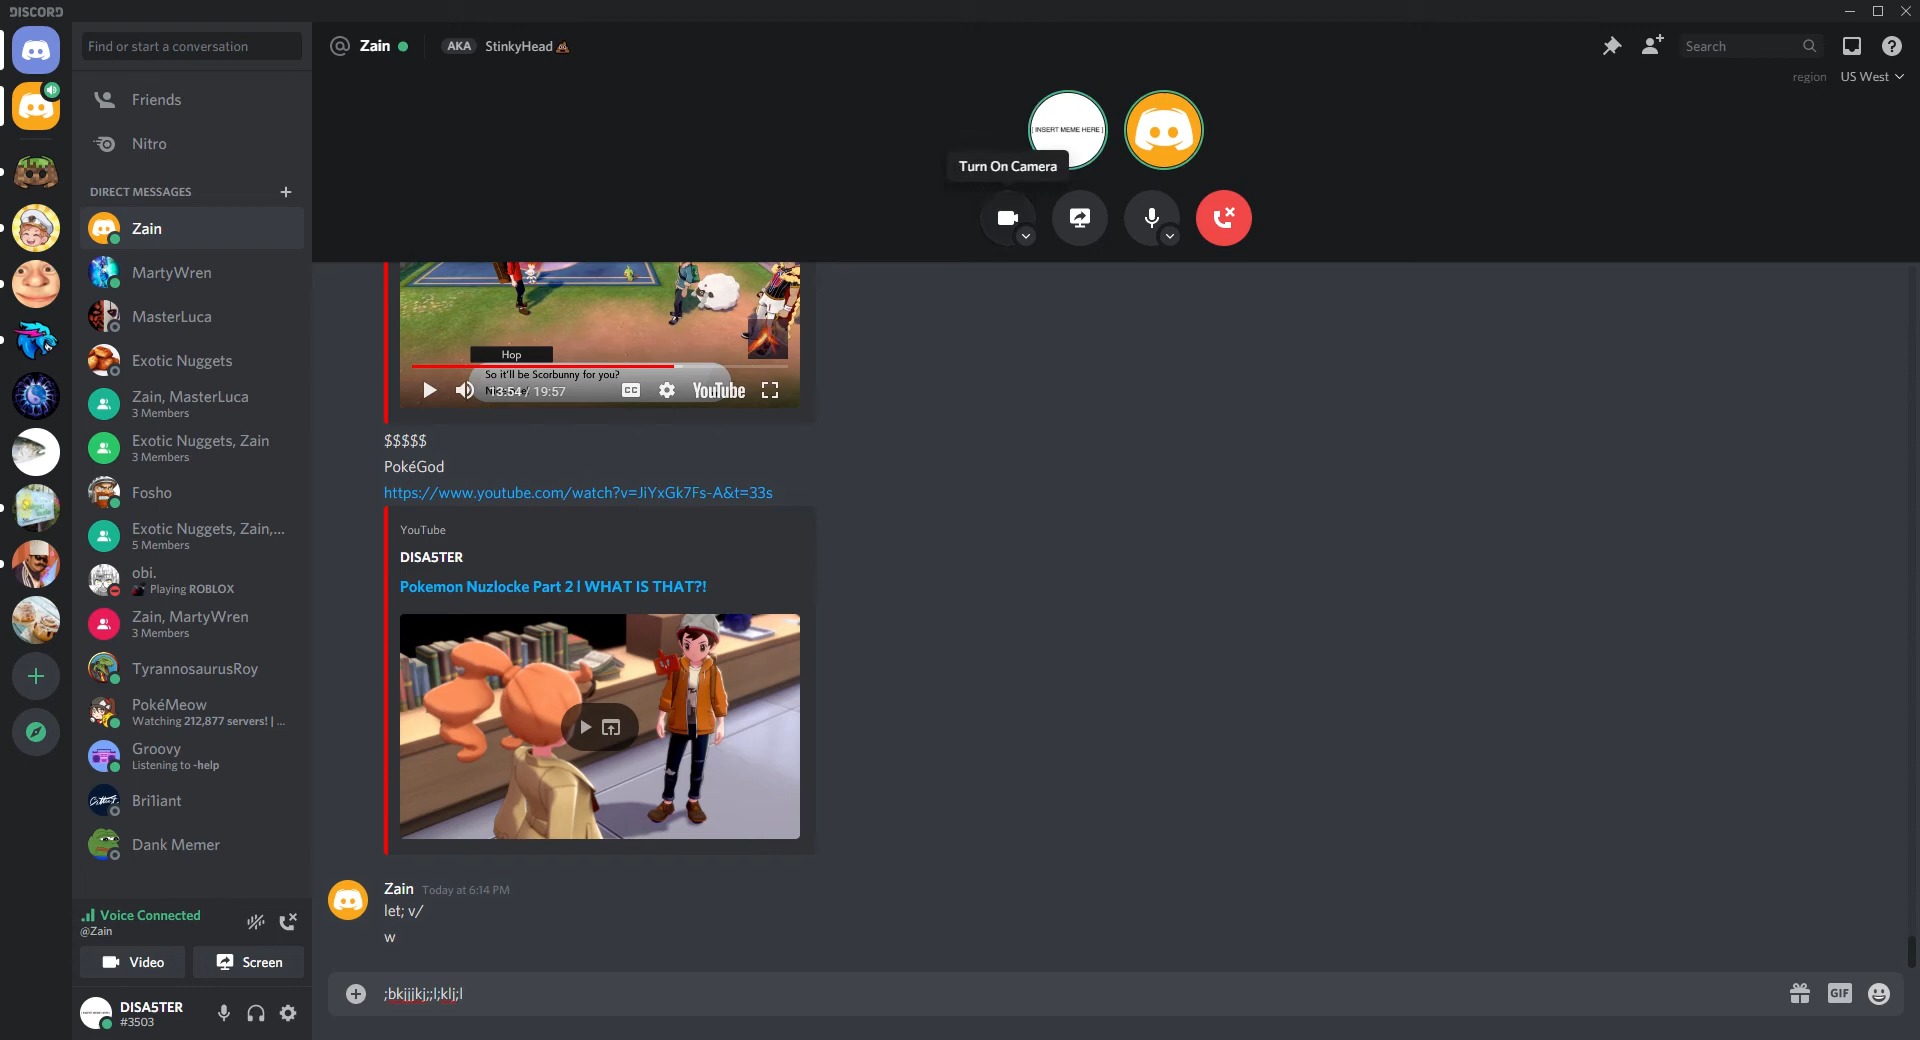 DISCORD
Find or start a conversation
Friends
Nitro
DIRECT MESSAGES
Zain
MartyWren
MasterLuca
Exotic Nuggets
Zain, MasterLuca
3 Members
Exotic Nuggets, Zain
3 Members
Fosho
Exotic Nuggets, Zain,...
5 Members
obi.
Playing ROBLOX
Zain, MartyWren
3 Members
TyrannosaurusRoy
PokéMeow
Watching 212,877 servers! | ...
Groovy
Listening to -help
Bri1iant
Dank Memer
Voice Connected
@Zain
Video
Screen
DISA5TER
#3503
@ Zain
AKA StinkyHead
Search
region US West
[ INSERT MEME HERE ]
Turn On Camera
Hop
So it'll be Scorbunny for you?
13:54 / 19:57
CC
YouTube
$$$$$
PokéGod
https://www.youtube.com/watch?v=JiYxGk7Fs-A&t=33s
YouTube
DISA5TER
Pokemon Nuzlocke Part 2 l WHAT IS THAT?!
Zain Today at 6:14 PM
let; v/
w
;bkjjjkj;;l;klj;l
GIF